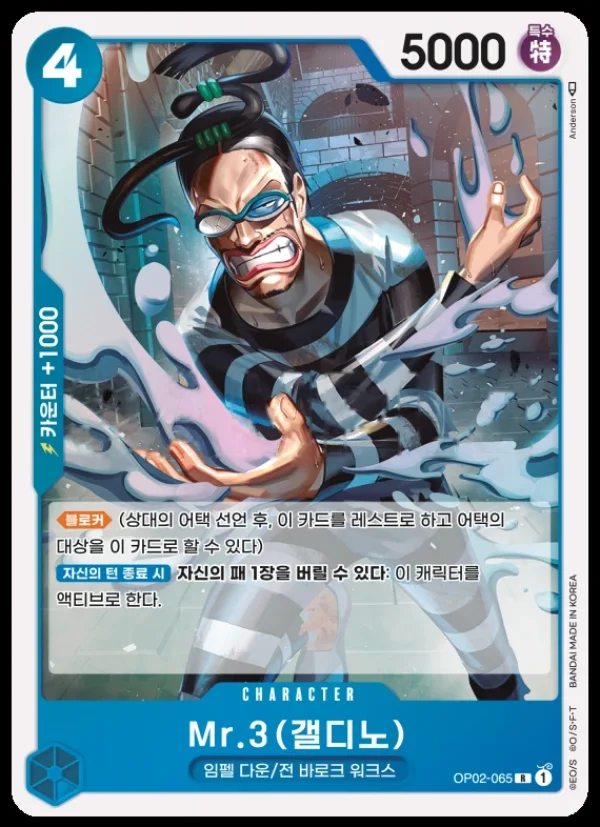 4
5000
특수
特
Anderson
카운터 +1000
블로커 (상대의 어택 선언 후, 이 카드를 레스트로 하고 어택의
대상을 이 카드로 할 수 있다)
자신의 턴 종료 시 자신의 패 1장을 버릴 수 있다: 이 캐릭터를
액티브로 한다.
CHARACTER
Mr.3(갤디노)
임펠 다운/전 바로크 워크스
OP02-065 R 1
©EO/S ©O/S·F·T BANDAI MADE IN KOREA